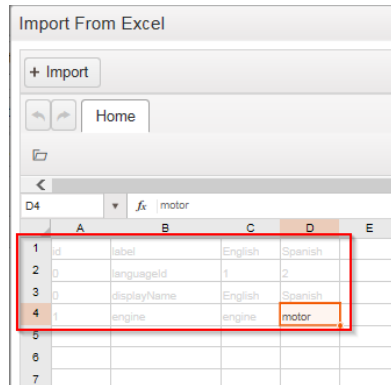 Import From Excel
+ Import
Home
D4 fx motor
A B C D E
1 id label English Spanish
2 0 languageId 1 2
3 0 displayName English Spanish
4 1 engine engine motor
5
6
7